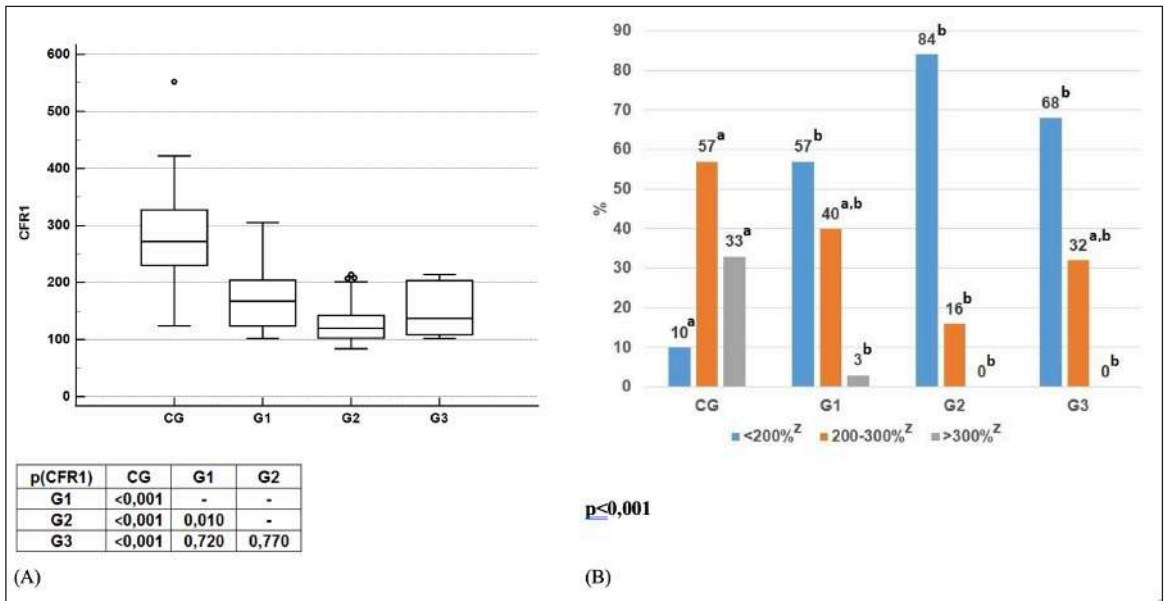 600
500
400
300
200
100
0
CFR1
CG G1 G2 G3
p(CFR1) CG G1 G2
G1 <0,001 - -
G2 <0,001 0,010 -
G3 <0,001 0,720 0,770
(A)
90
80
70
60
50
40
30
20
10
0
%
10a 57a 33a
57b 40a,b 3b
84b 16b 0b
68b 32a,b 0b
CG G1 G2 G3
<200%Z 200-300%Z >300%Z
p<0,001
(B)